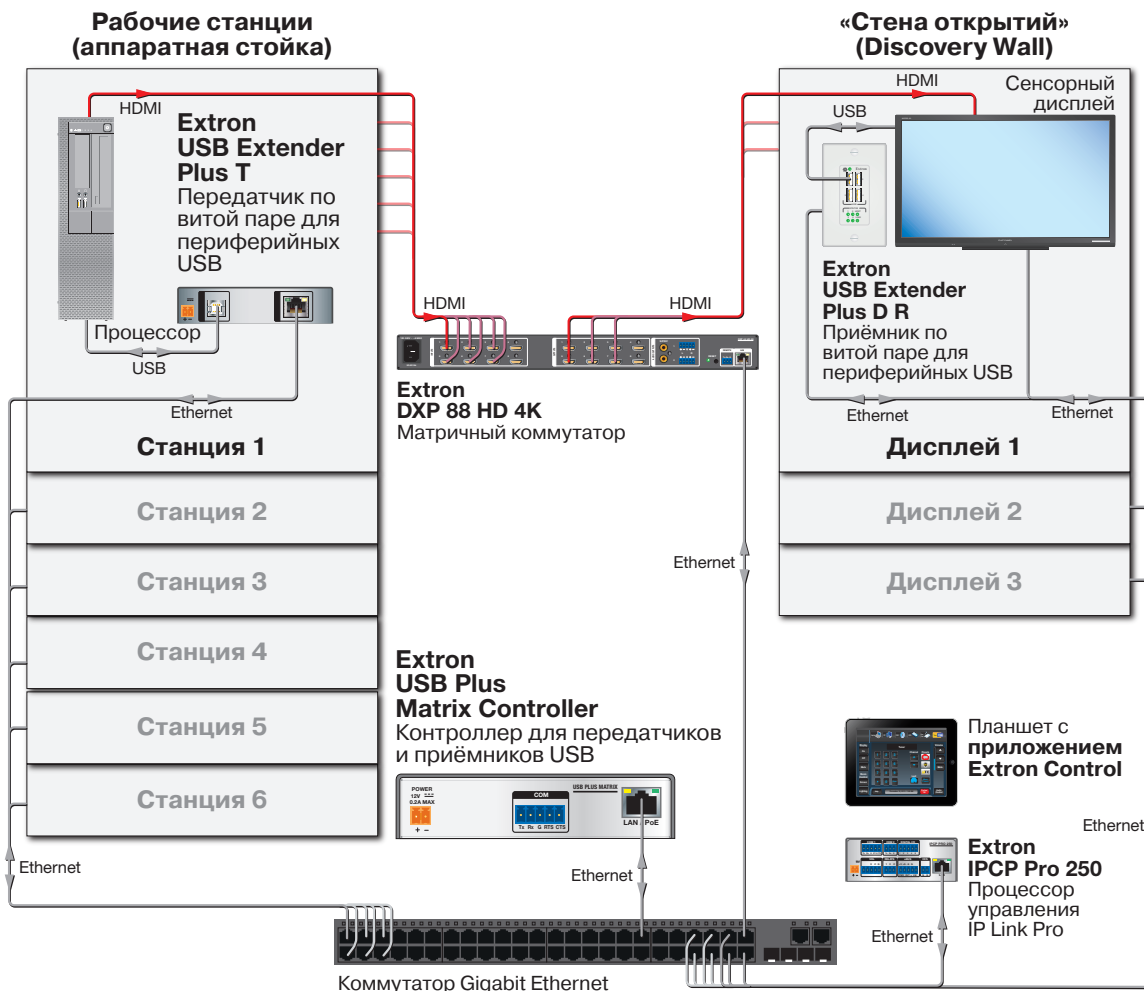 Рабочие станции
(аппаратная стойка)
HDMI
Extron
USB Extender
Plus T
Передатчик по
витой паре для
периферийных
USB
Процессор
USB
Ethernet
Станция 1
Станция 2
Станция 3
Станция 4
Станция 5
Станция 6
Ethernet
HDMI
HDMI
Extron
DXP 88 HD 4K
Матричный коммутатор
Ethernet
«Стена открытий»
(Discovery Wall)
HDMI
Сенсорный
дисплей
USB
Extron
USB Extender
Plus D R
Приёмник по
витой паре для
периферийных USB
Ethernet
Ethernet
Дисплей 1
Дисплей 2
Дисплей 3
Extron
USB Plus
Matrix Controller
Контроллер для передатчиков
и приёмников USB
POWER
12V
0.2A MAX
+ −
COM
Tx Rx G RTS CTS
USB PLUS MATRIX
LAN / PoE
Ethernet
Планшет с
приложением
Extron Control
Ethernet
Extron
IPCP Pro 250
Процессор
управления
IP Link Pro
Ethernet
Коммутатор Gigabit Ethernet